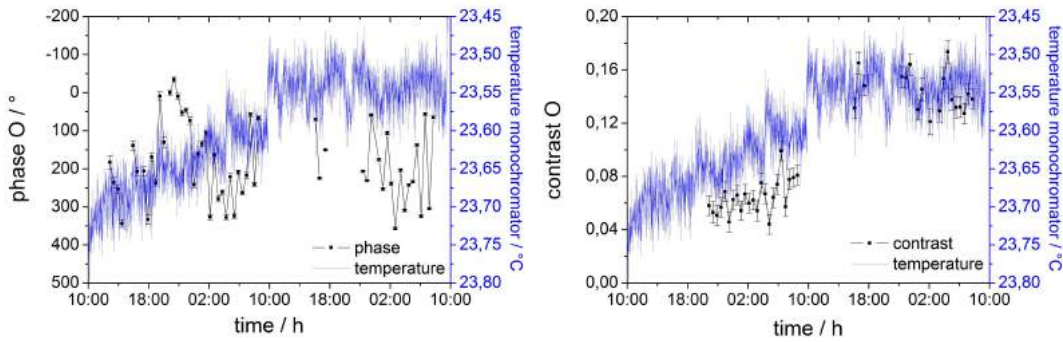 -200
-100
0
100
200
300
400
500
phase O / °
10:00 18:00 02:00 10:00 18:00 02:00 10:00
time / h
23,45
23,50
23,55
23,60
23,65
23,70
23,75
23,80
temperature monochromator / °C
phase
temperature
0,20
0,16
0,12
0,08
0,04
0,00
contrast O
10:00 18:00 02:00 10:00 18:00 02:00 10:00
time / h
23,45
23,50
23,55
23,60
23,65
23,70
23,75
23,80
temperature monochromator / °C
contrast
temperature